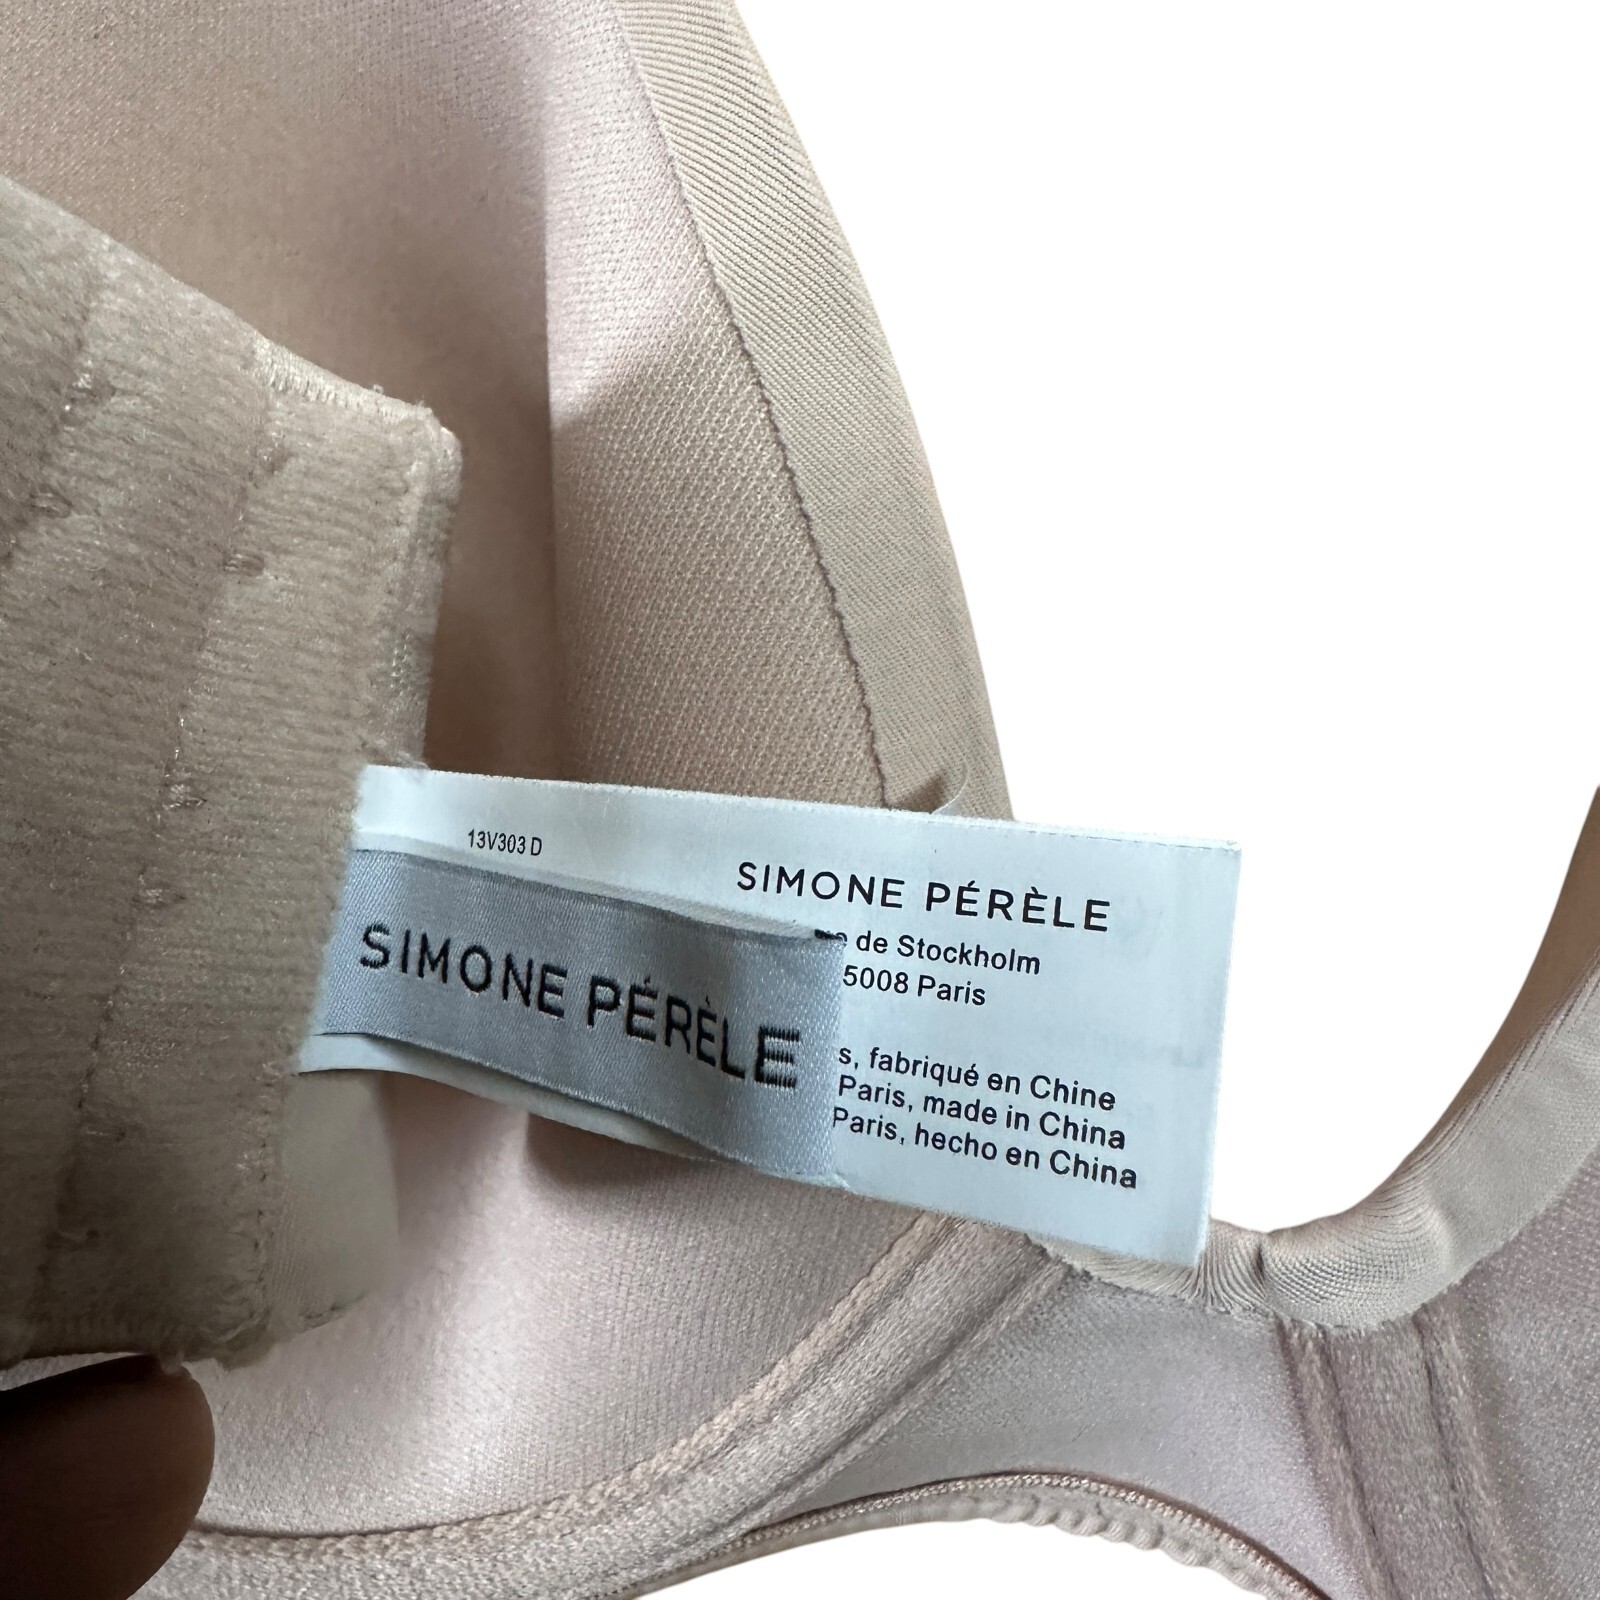 13V303 D
SIMONE PÉRÈLE
SIMONE PÉRÈLE
de Stockholm
5008 Paris
s, fabriqué en Chine
Paris, made in China
Paris, hecho en China